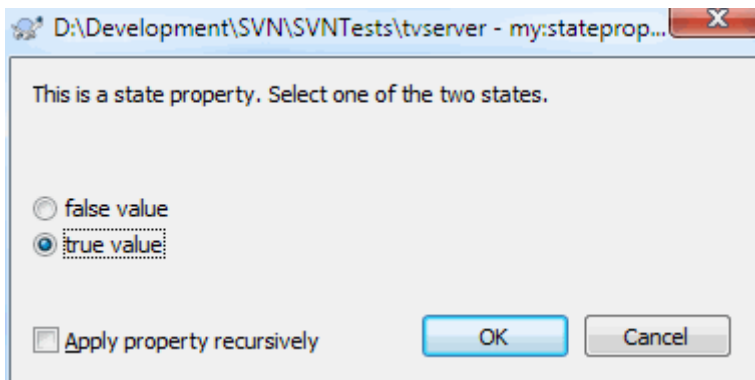 D:\Development\SVN\SVNTests\tvserver - my:stateprop...
This is a state property. Select one of the two states.
false value
true value
Apply property recursively
OK
Cancel